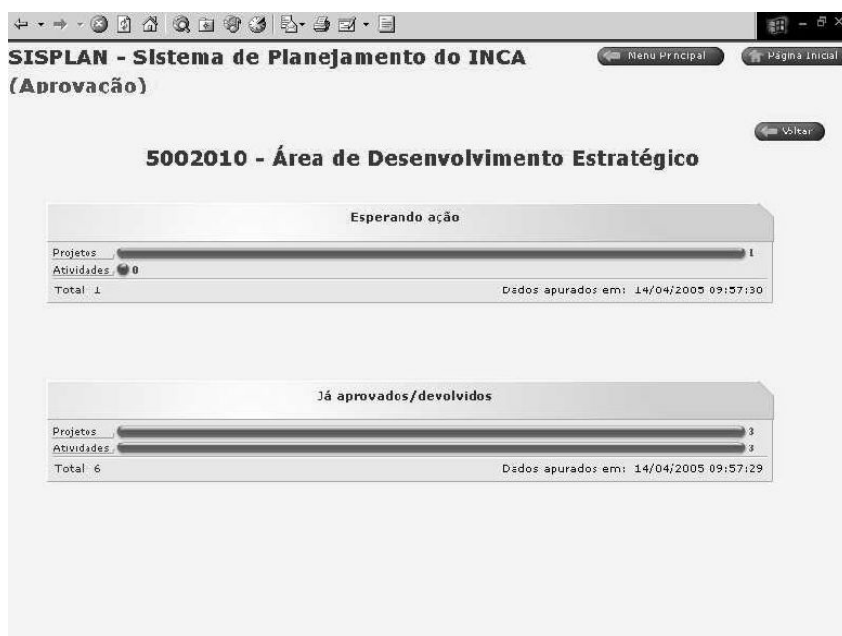 SISPLAN - Sistema de Planejamento do INCA
(Aprovação)
Menu Principal
Página Inicial
Voltar
5002010 - Área de Desenvolvimento Estratégico
Esperando ação
Projetos 1
Atividades 0
Total 1 Dados apurados em: 14/04/2005 09:57:30
Já aprovados/devolvidos
Projetos 3
Atividades 3
Total 6 Dados apurados em: 14/04/2005 09:57:29